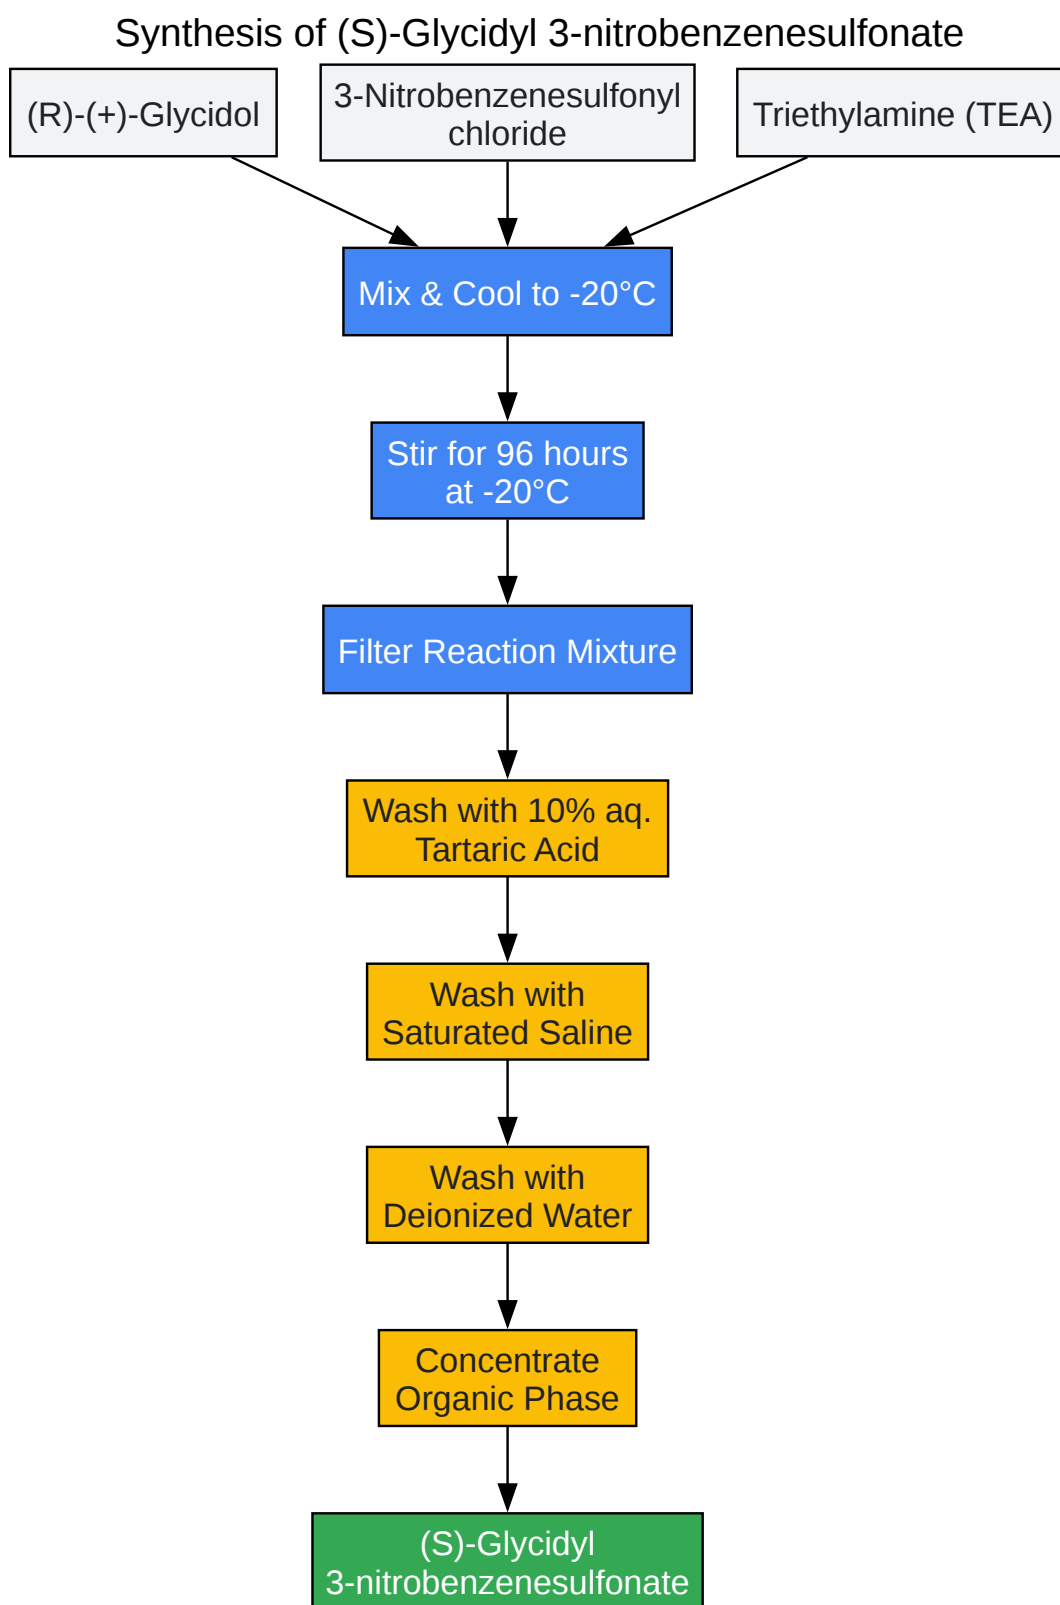 Synthesis of (S)-Glycidyl 3-nitrobenzenesulfonate
(R)-(+)-Glycidol
3-Nitrobenzenesulfonyl
chloride
Triethylamine (TEA)
Mix & Cool to -20°C
Stir for 96 hours
at -20°C
Filter Reaction Mixture
Wash with 10% aq.
Tartaric Acid
Wash with
Saturated Saline
Wash with
Deionized Water
Concentrate
Organic Phase
(S)-Glycidyl
3-nitrobenzenesulfonate